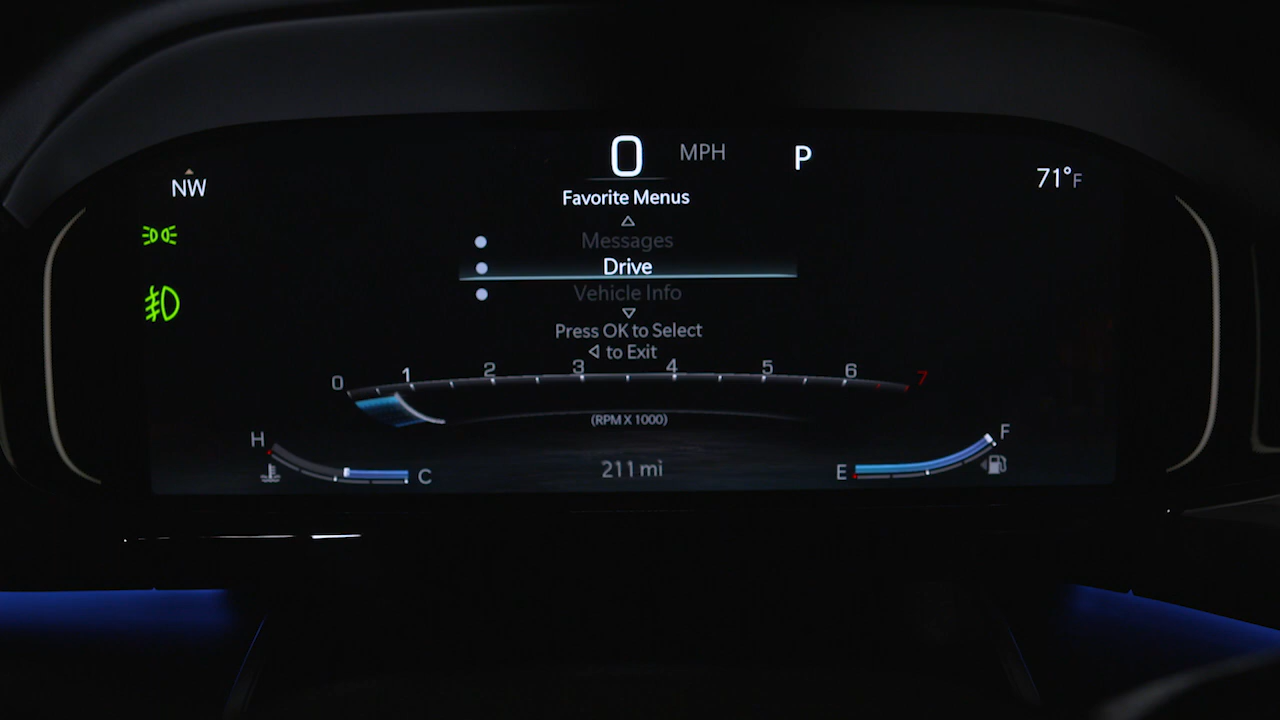 0 MPH P
NW
71°F
Favorite Menus
Messages
Drive
Vehicle Info
Press OK to Select
to Exit
0 1 2 3 4 5 6 7
(RPM X 1000)
H C
211 mi
E F